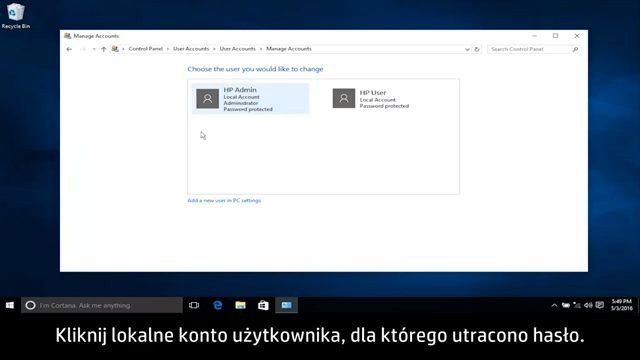 Recycle Bin
Manage Accounts
Control Panel > User Accounts > User Accounts > Manage Accounts
Search Control Panel
Choose the user you would like to change
HP Admin
Local Account
Administrator
Password protected
HP User
Local Account
Password protected
Add a new user in PC settings
I'm Cortana. Ask me anything.
5:49 PM
5/3/2016
Kliknij lokalne konto użytkownika, dla którego utracono hasło.